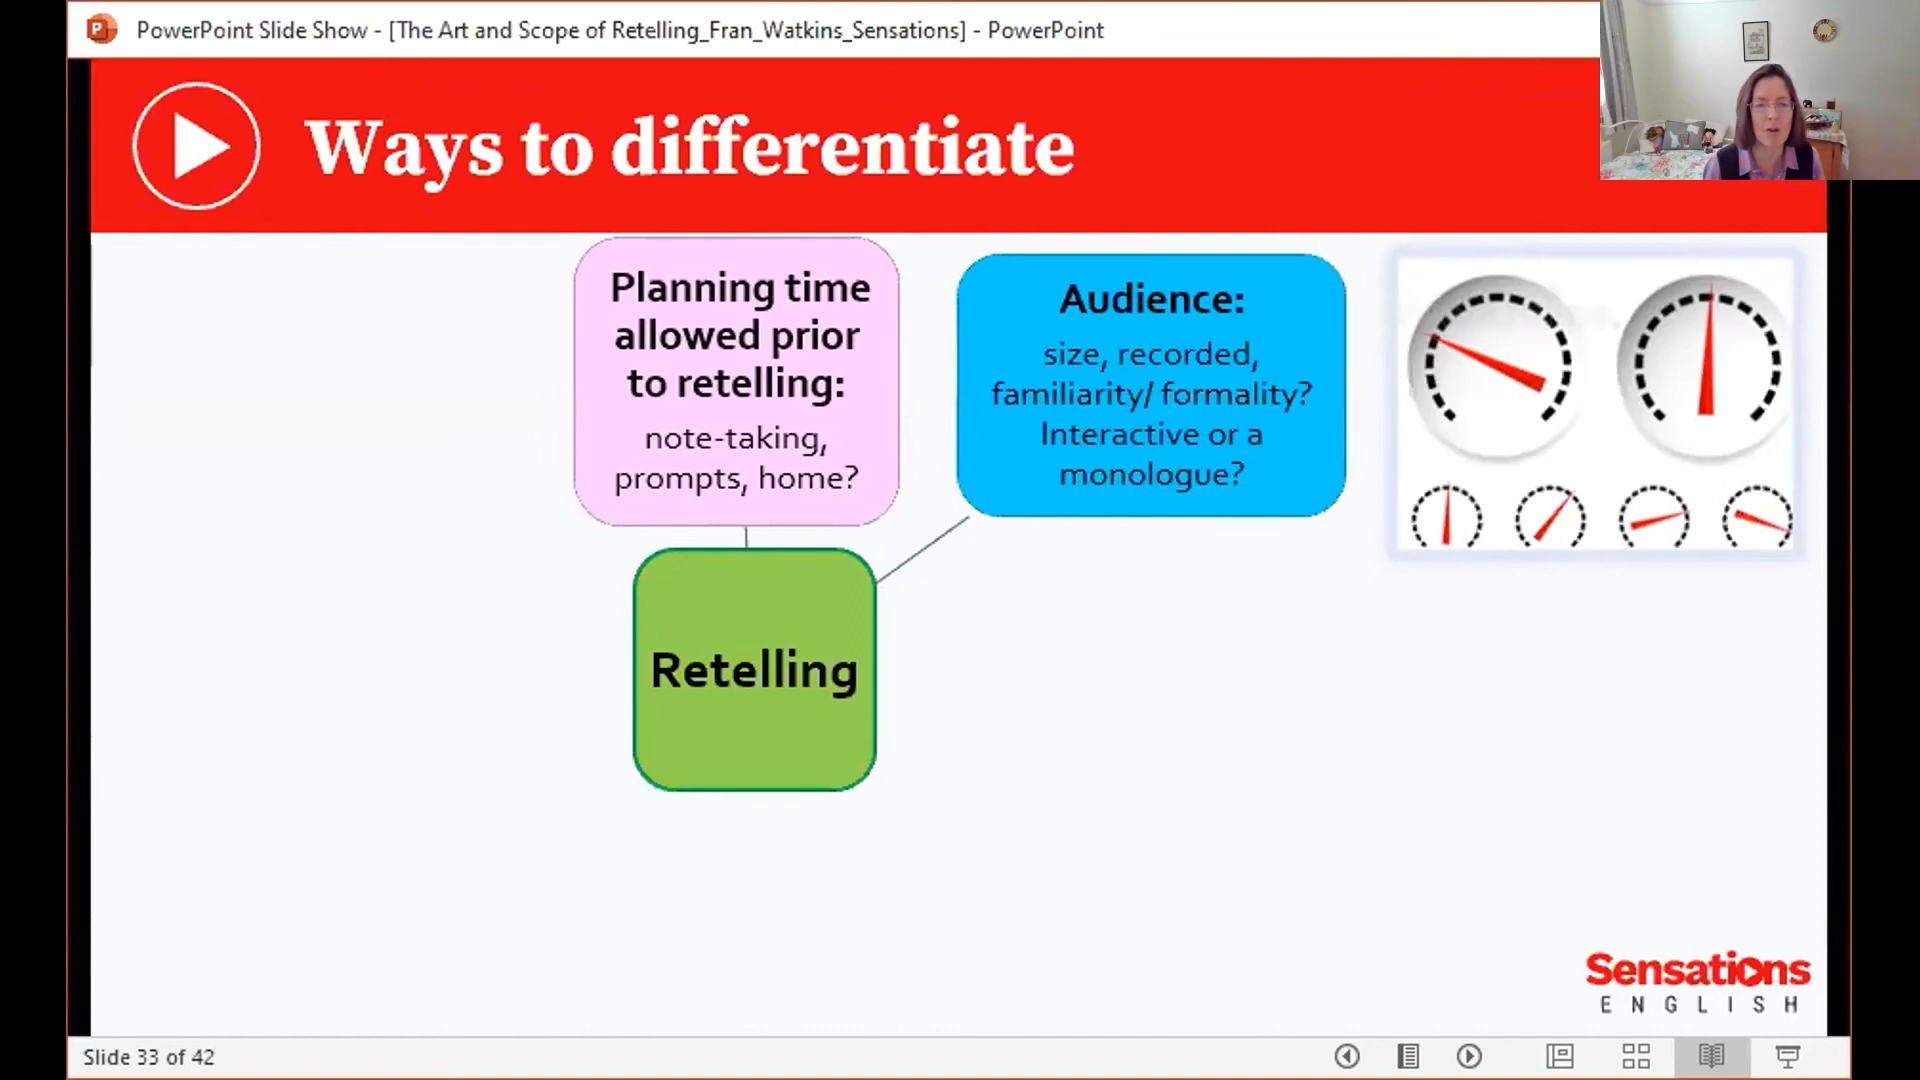 PowerPoint Slide Show - [The Art and Scope of Retelling_Fran_Watkins_Sensations] - PowerPoint
Ways to differentiate
Planning time
allowed prior
to retelling:
note-taking,
prompts, home?
Audience:
size, recorded,
familiarity/ formality?
Interactive or a
monologue?
Retelling
Sensations
ENGLISH
Slide 33 of 42